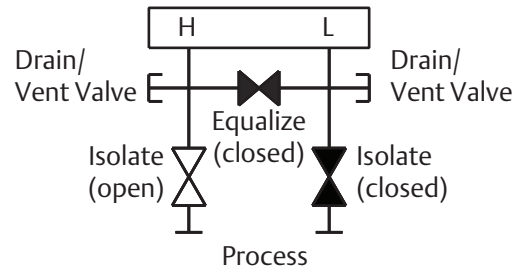 H L
Drain/
Vent Valve
Drain/
Vent Valve
Equalize
(closed)
Isolate
(open)
Isolate
(closed)
Process